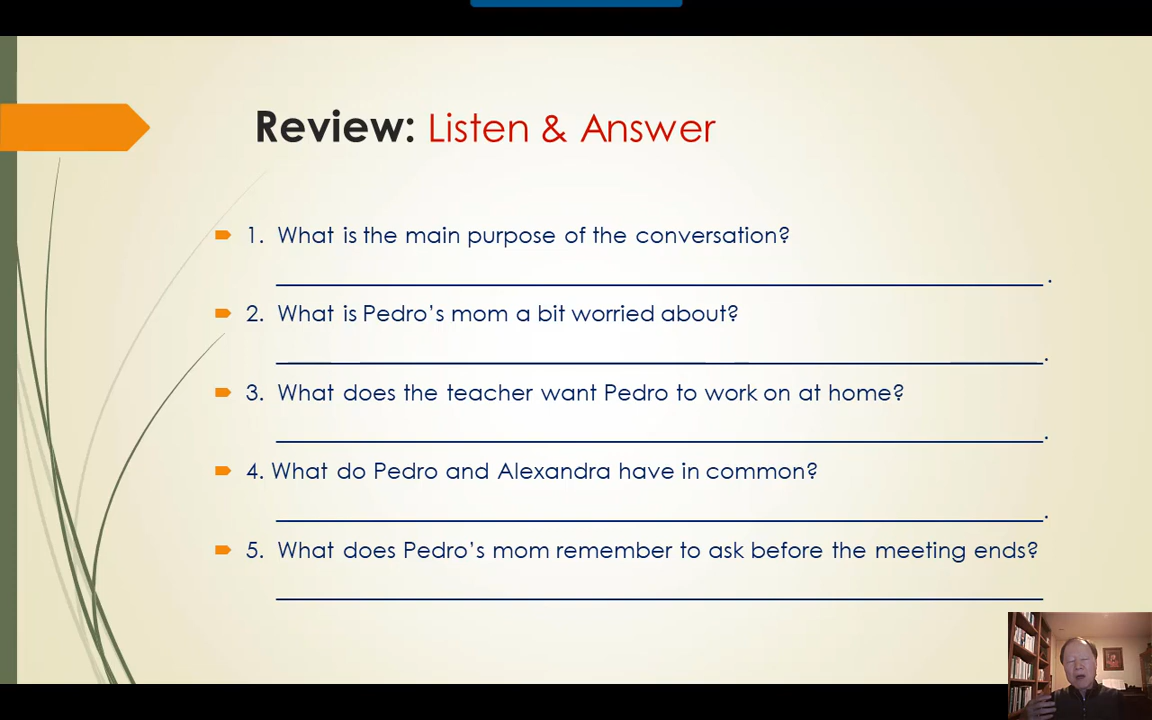 Review: Listen & Answer
1. What is the main purpose of the conversation?
.
2. What is Pedro’s mom a bit worried about?
.
3. What does the teacher want Pedro to work on at home?
.
4. What do Pedro and Alexandra have in common?
.
5. What does Pedro’s mom remember to ask before the meeting ends?